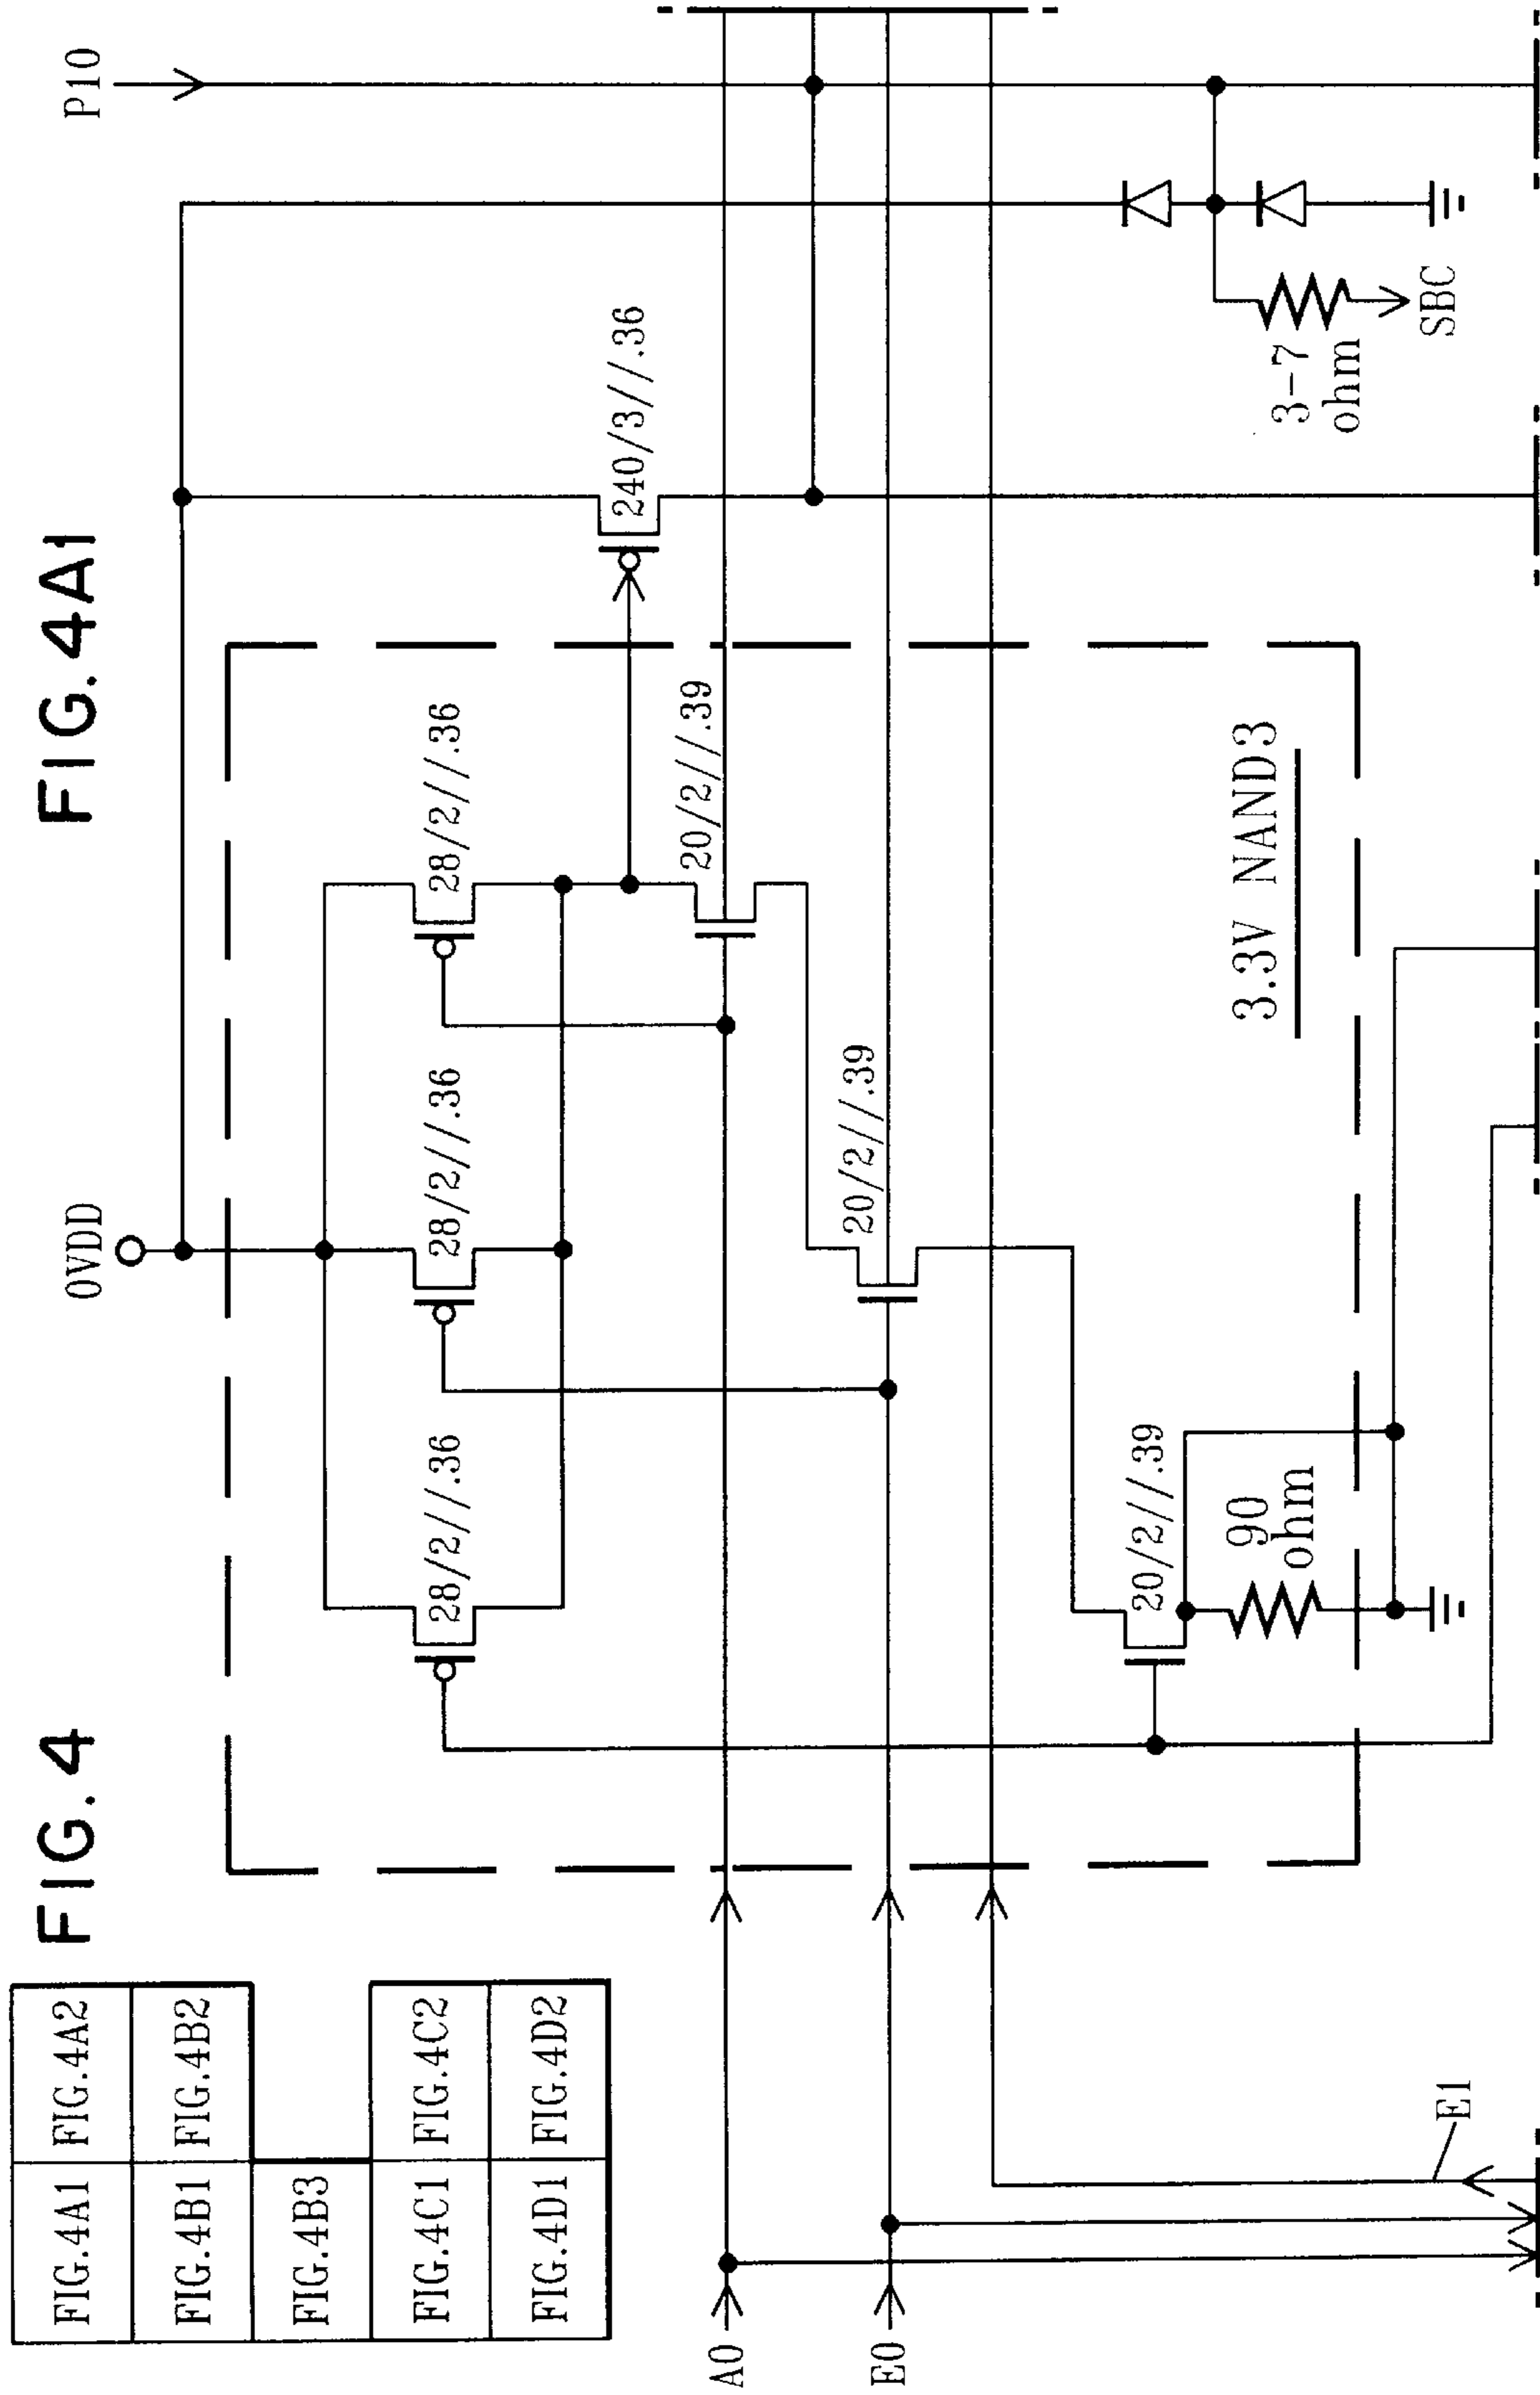 FIG. 4
FIG. 4A1
FIG.4A1 FIG.4A2
FIG.4B1 FIG.4B2
FIG.4B3
FIG.4C1 FIG.4C2
FIG.4D1 FIG.4D2
OVDD
P10
28/2//.36
28/2//.36
28/2//.36
240/3//.36
20/2//.39
20/2//.39
20/2//.39
90
ohm
3.3V NAND3
3-7
ohm
SBC
A0
E0
E1